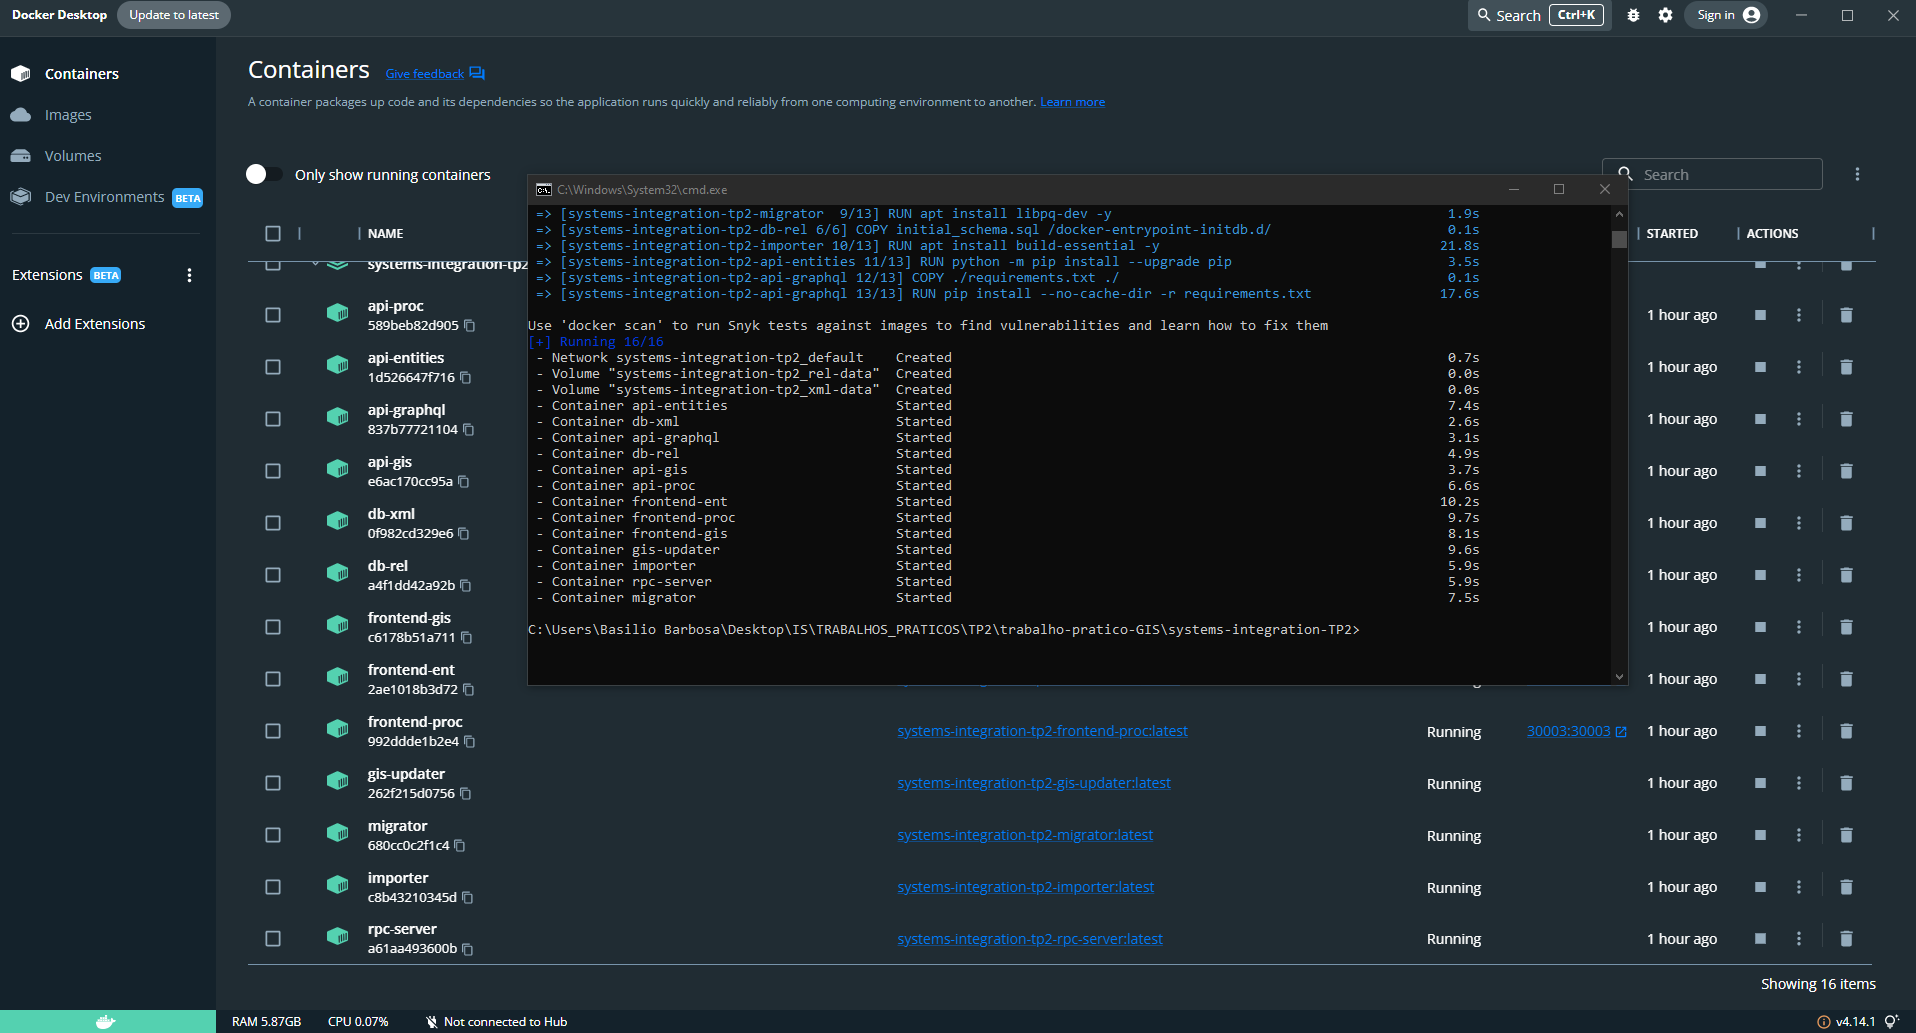 Docker Desktop Update to latest Search Ctrl+K Sign in
Containers
Images
Volumes
Dev Environments BETA
Extensions BETA
Add Extensions
Containers Give feedback
A container packages up code and its dependencies so the application runs quickly and reliably from one computing environment to another. Learn more
Only show running containers
Search
NAME STARTED ACTIONS
systems-integration-tp2
api-proc
589beb82d905
1 hour ago
api-entities
1d526647f716
1 hour ago
api-graphql
837b77721104
1 hour ago
api-gis
e6ac170cc95a
1 hour ago
db-xml
0f982cd329e6
1 hour ago
db-rel
a4f1dd42a92b
1 hour ago
frontend-gis
c6178b51a711
1 hour ago
frontend-ent
2ae1018b3d72
1 hour ago
frontend-proc
992ddde1b2e4
systems-integration-tp2-frontend-proc:latest Running 30003:30003 1 hour ago
gis-updater
262f215d0756
systems-integration-tp2-gis-updater:latest Running 1 hour ago
migrator
680cc0c2f1c4
systems-integration-tp2-migrator:latest Running 1 hour ago
importer
c8b43210345d
systems-integration-tp2-importer:latest Running 1 hour ago
rpc-server
a61aa493600b
systems-integration-tp2-rpc-server:latest Running 1 hour ago
Showing 16 items
C:\Windows\System32\cmd.exe
=> [systems-integration-tp2-migrator  9/13] RUN apt install libpq-dev -y 1.9s
=> [systems-integration-tp2-db-rel 6/6] COPY initial_schema.sql /docker-entrypoint-initdb.d/ 0.1s
=> [systems-integration-tp2-importer 10/13] RUN apt install build-essential -y 21.8s
=> [systems-integration-tp2-api-entities 11/13] RUN python -m pip install --upgrade pip 3.5s
=> [systems-integration-tp2-api-graphql 12/13] COPY ./requirements.txt ./ 0.1s
=> [systems-integration-tp2-api-graphql 13/13] RUN pip install --no-cache-dir -r requirements.txt 17.6s
Use 'docker scan' to run Snyk tests against images to find vulnerabilities and learn how to fix them
[+] Running 16/16
- Network systems-integration-tp2_default Created 0.7s
- Volume "systems-integration-tp2_rel-data" Created 0.0s
- Volume "systems-integration-tp2_xml-data" Created 0.0s
- Container api-entities Started 7.4s
- Container db-xml Started 2.6s
- Container api-graphql Started 3.1s
- Container db-rel Started 4.9s
- Container api-gis Started 3.7s
- Container api-proc Started 6.6s
- Container frontend-ent Started 10.2s
- Container frontend-proc Started 9.7s
- Container frontend-gis Started 8.1s
- Container gis-updater Started 9.6s
- Container importer Started 5.9s
- Container rpc-server Started 5.9s
- Container migrator Started 7.5s
C:\Users\Basilio Barbosa\Desktop\IS\TRABALHOS_PRATICOS\TP2\trabalho-pratico-GIS\systems-integration-TP2>
RAM 5.87GB CPU 0.07% Not connected to Hub v4.14.1